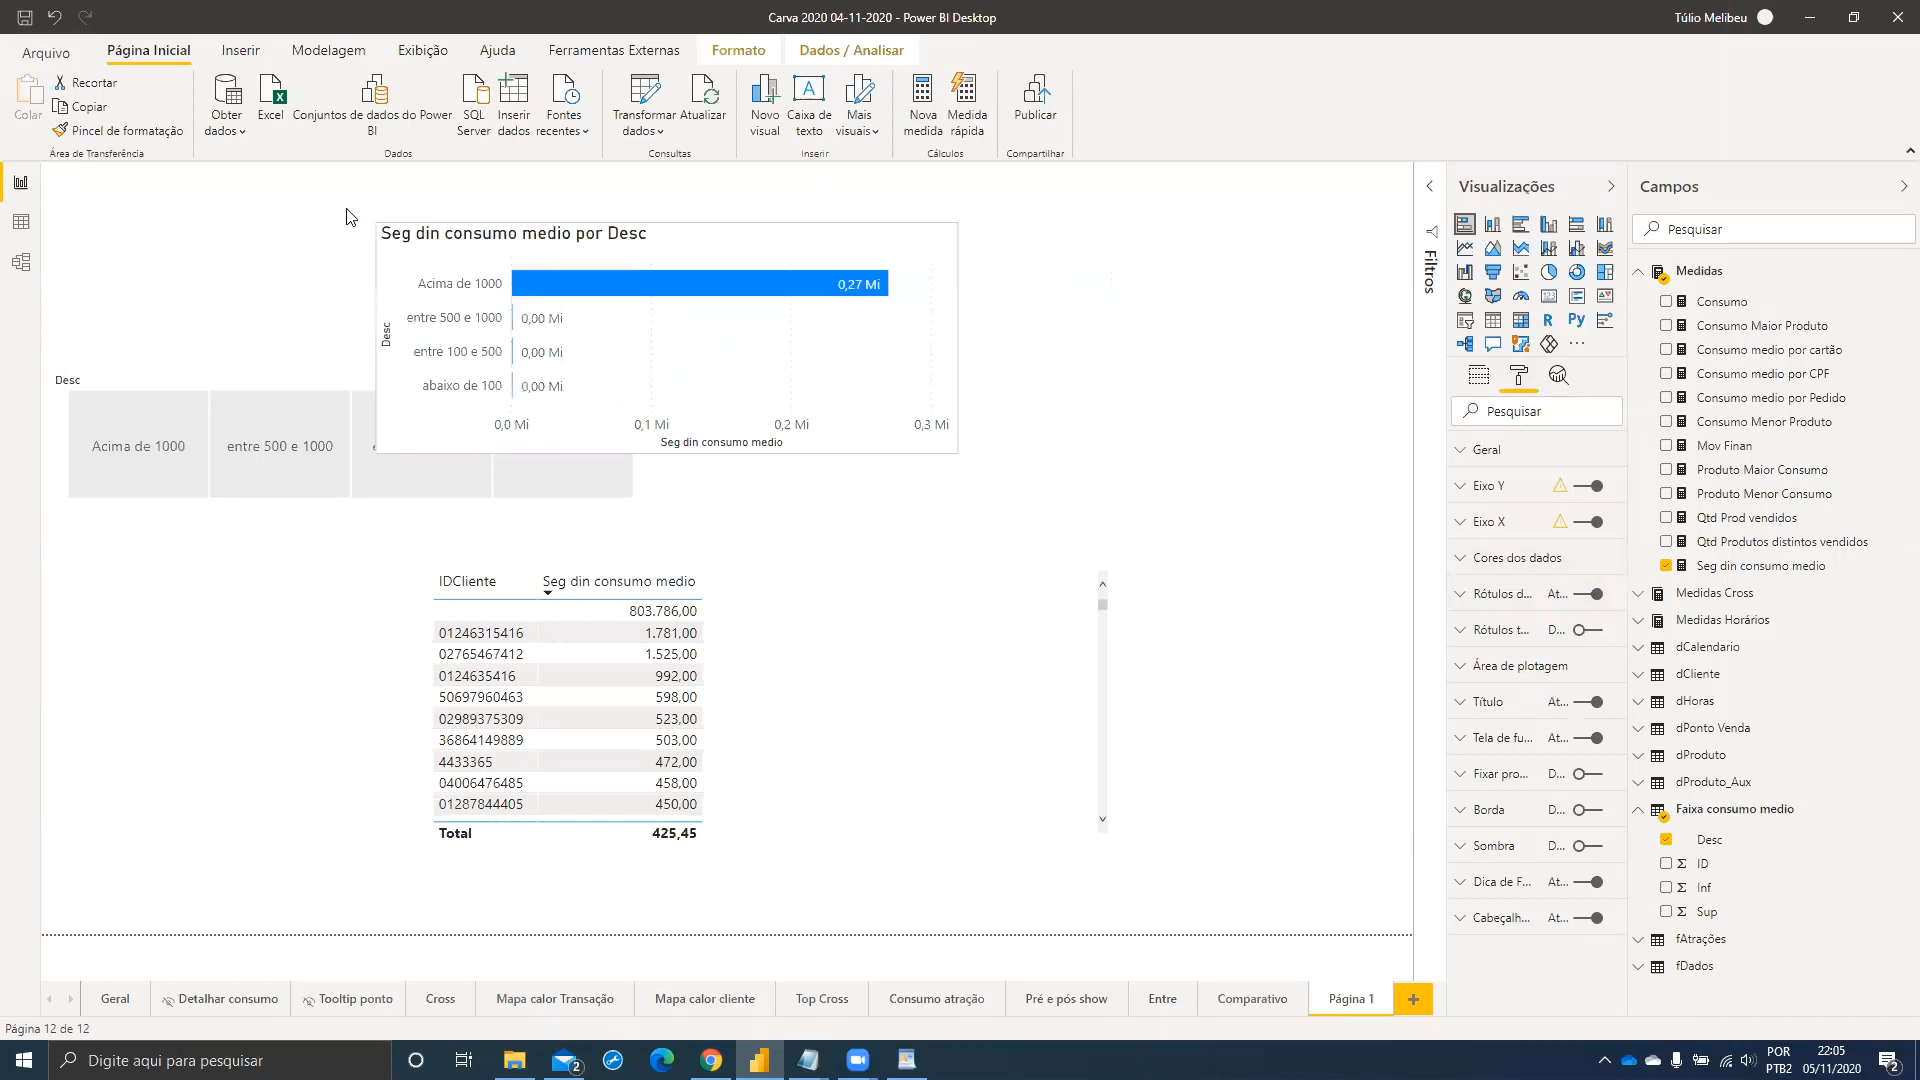 Carva 2020 04-11-2020 - Power BI Desktop
Túlio Melibeu
Arquivo
Página Inicial
Inserir
Modelagem
Exibição
Ajuda
Ferramentas Externas
Formato
Dados / Analisar
Colar
Recortar
Copiar
Pincel de formatação
Área de Transferência
Obter dados
Excel
Conjuntos de dados do Power BI
SQL Server
Inserir dados
Fontes recentes
Dados
Transformar dados
Atualizar
Consultas
Novo visual
Caixa de texto
Mais visuais
Inserir
Nova medida
Medida rápida
Cálculos
Publicar
Compartilhar
Seg din consumo medio por Desc
Desc
Acima de 1000
0,27 Mi
entre 500 e 1000
0,00 Mi
entre 100 e 500
0,00 Mi
abaixo de 100
0,00 Mi
0,0 Mi
0,1 Mi
0,2 Mi
0,3 Mi
Seg din consumo medio
Desc
Acima de 1000
entre 500 e 1000
IDCliente Seg din consumo medio
803.786,00
01246315416 1.781,00
02765467412 1.525,00
0124635416 992,00
50697960463 598,00
02989375309 523,00
36864149889 503,00
4433365 472,00
04006476485 458,00
01287844405 450,00
Total 425,45
Filtros
Visualizações
R
Py
Pesquisar
Geral
Eixo Y
Eixo X
Cores dos dados
Rótulos d... At...
Rótulos t... D...
Área de plotagem
Título At...
Tela de fu... At...
Fixar pro... D...
Borda D...
Sombra D...
Dica de F... At...
Cabeçalh... At...
Campos
Pesquisar
Medidas
Consumo
Consumo Maior Produto
Consumo medio por cartão
Consumo medio por CPF
Consumo medio por Pedido
Consumo Menor Produto
Mov Finan
Produto Maior Consumo
Produto Menor Consumo
Qtd Prod vendidos
Qtd Produtos distintos vendidos
Seg din consumo medio
Medidas Cross
Medidas Horários
dCalendario
dCliente
dHoras
dPonto Venda
dProduto
dProduto_Aux
Faixa consumo medio
Desc
ID
Inf
Sup
fAtrações
fDados
Geral
Detalhar consumo
Tooltip ponto
Cross
Mapa calor Transação
Mapa calor cliente
Top Cross
Consumo atração
Pré e pós show
Entre
Comparativo
Página 1
Página 12 de 12
Digite aqui para pesquisar
2
POR
PTB2
22:05
05/11/2020
2